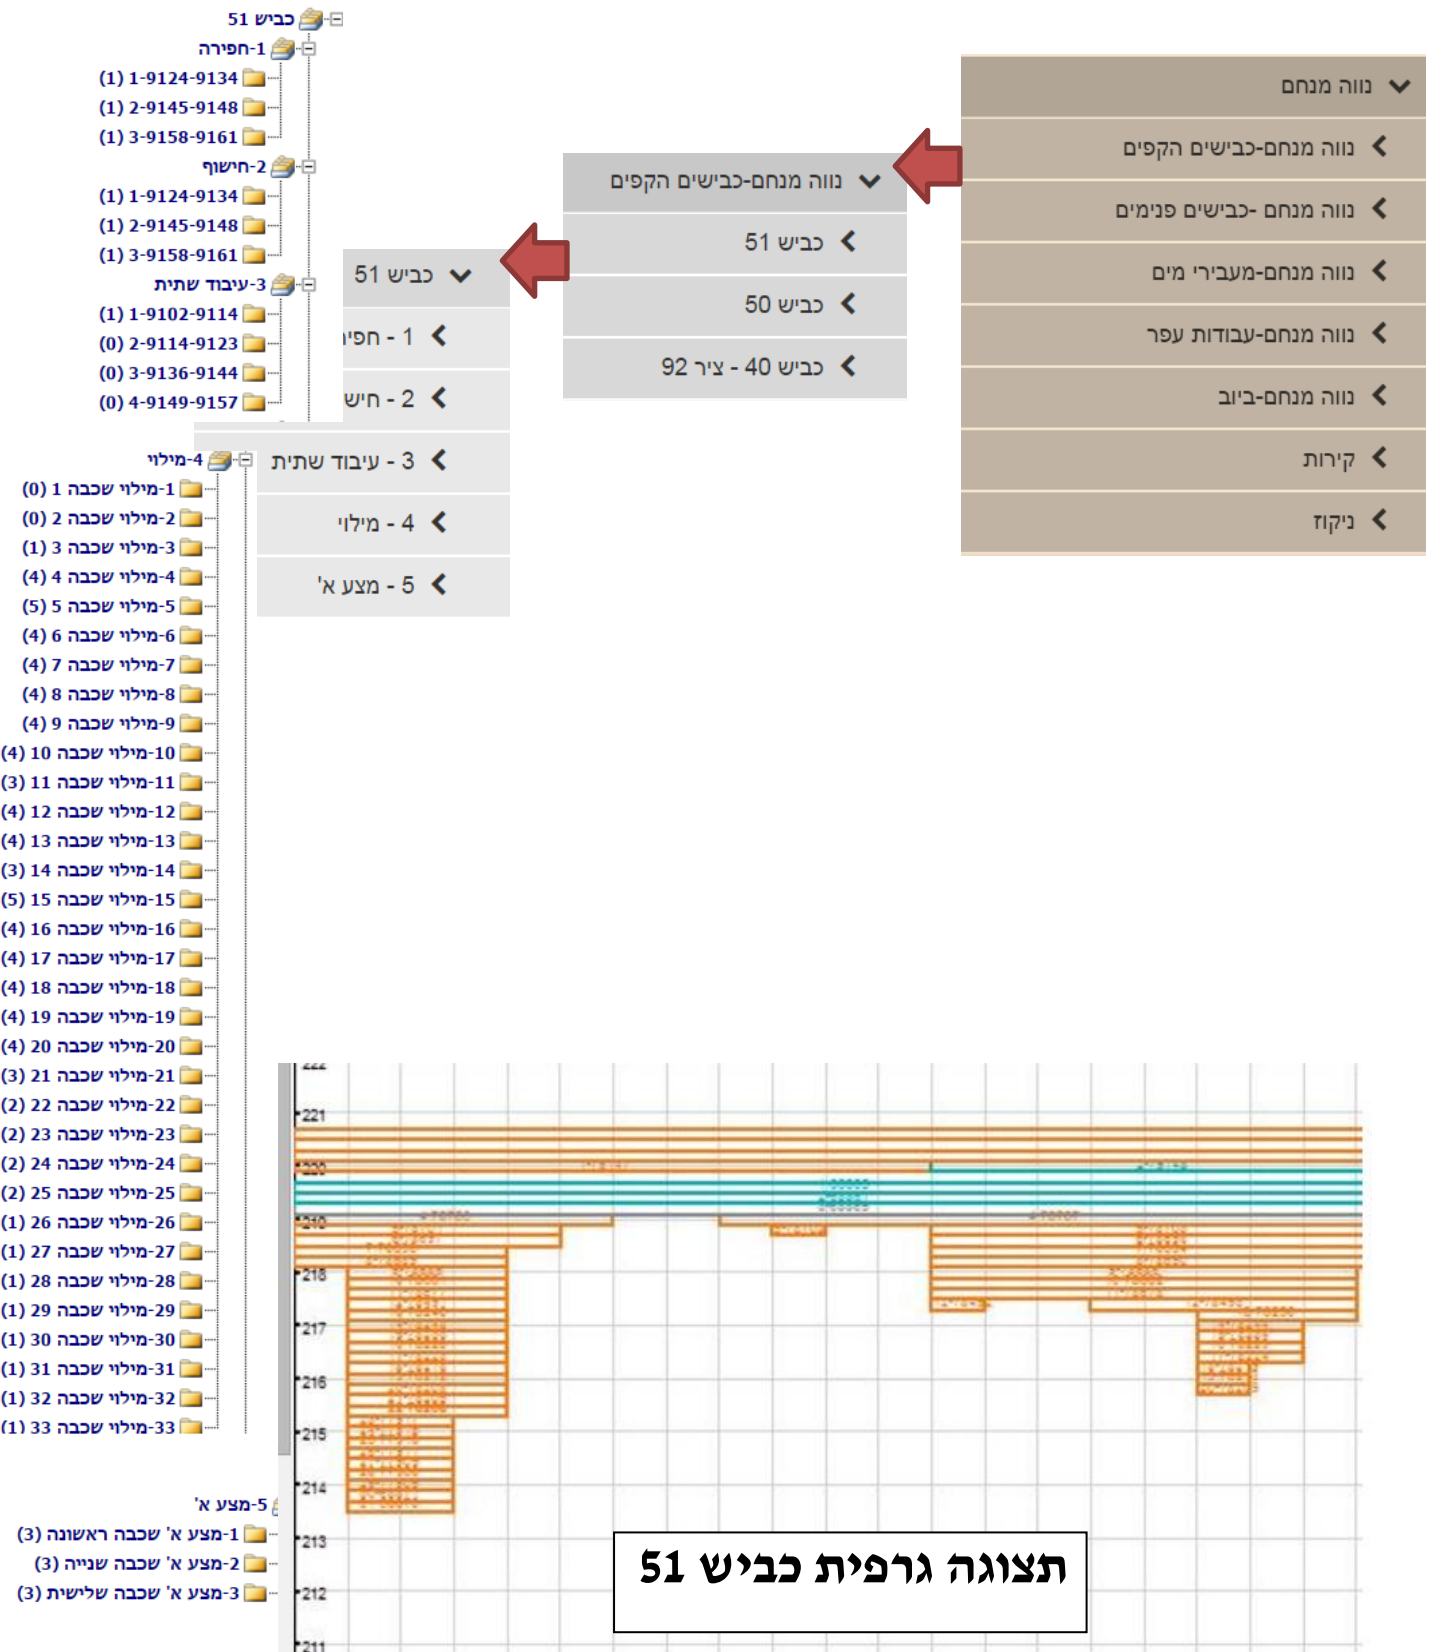 כביש 51
1-חפירה
1-9124-9134 (1)
2-9145-9148 (1)
3-9158-9161 (1)
2-חישוף
1-9124-9134 (1)
2-9145-9148 (1)
3-9158-9161 (1)
3-עיבוד שתית
1-9102-9114 (1)
2-9114-9123 (0)
3-9136-9144 (0)
4-9149-9157 (0)
4-מילוי
1-מילוי שכבה 1 (0)
2-מילוי שכבה 2 (0)
3-מילוי שכבה 3 (1)
4-מילוי שכבה 4 (4)
5-מילוי שכבה 5 (5)
6-מילוי שכבה 6 (4)
7-מילוי שכבה 7 (4)
8-מילוי שכבה 8 (4)
9-מילוי שכבה 9 (4)
10-מילוי שכבה 10 (4)
11-מילוי שכבה 11 (3)
12-מילוי שכבה 12 (4)
13-מילוי שכבה 13 (4)
14-מילוי שכבה 14 (3)
15-מילוי שכבה 15 (5)
16-מילוי שכבה 16 (4)
17-מילוי שכבה 17 (4)
18-מילוי שכבה 18 (4)
19-מילוי שכבה 19 (4)
20-מילוי שכבה 20 (4)
21-מילוי שכבה 21 (3)
22-מילוי שכבה 22 (2)
23-מילוי שכבה 23 (2)
24-מילוי שכבה 24 (2)
25-מילוי שכבה 25 (2)
26-מילוי שכבה 26 (1)
27-מילוי שכבה 27 (1)
28-מילוי שכבה 28 (1)
29-מילוי שכבה 29 (1)
30-מילוי שכבה 30 (1)
31-מילוי שכבה 31 (1)
32-מילוי שכבה 32 (1)
33-מילוי שכבה 33 (1)
5-מצע א'
1-מצע א' שכבה ראשונה (3)
2-מצע א' שכבה שנייה (3)
3-מצע א' שכבה שלישית (3)
נווה מנחם
נווה מנחם-כבישים הקפים
נווה מנחם -כבישים פנימים
נווה מנחם-מעבירי מים
נווה מנחם-עבודות עפר
נווה מנחם-ביוב
קירות
ניקוז
נווה מנחם-כבישים הקפים
כביש 51
כביש 50
כביש 40 - ציר 92
כביש 51
1 - חפיר
2 - חיש
3 - עיבוד שתית
4 - מילוי
5 - מצע א'
222
221
220
219
218
217
216
215
214
213
212
211
תצוגה גרפית כביש 51